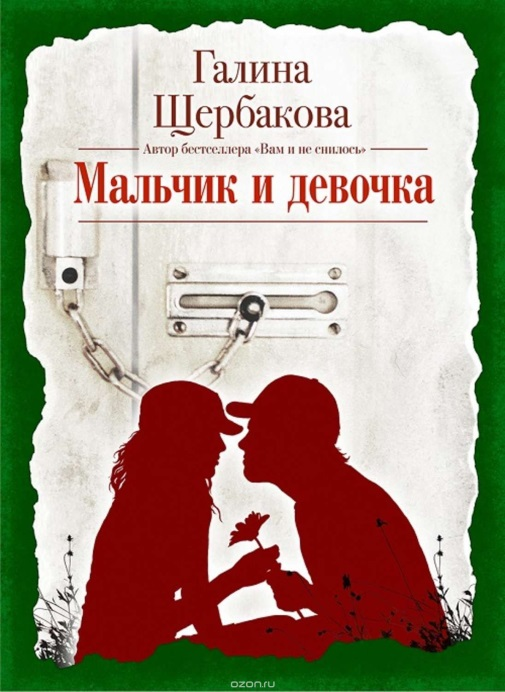 Галина
Щербакова
Автор бестселлера «Вам и не снилось»
Мальчик и девочка
ozon.ru